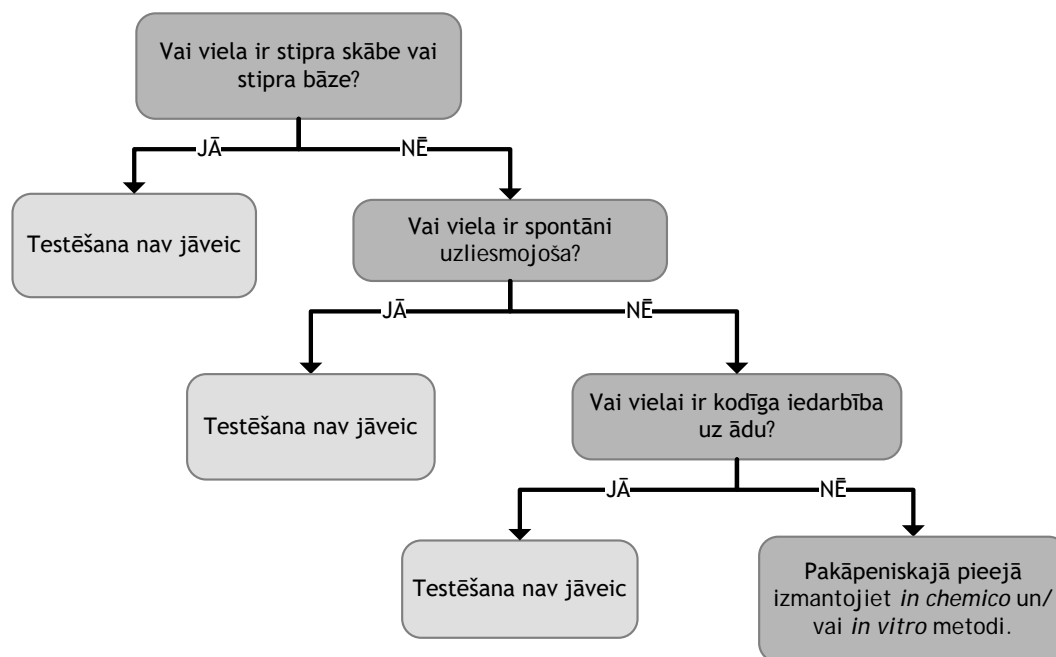 Vai viela ir stipra skābe vai
stipra bāze?
JĀ
NĒ
Testēšana nav jāveic
Vai viela ir spontāni
uzliesmojoša?
JĀ
NĒ
Testēšana nav jāveic
Vai vielai ir kodīga iedarbība
uz ādu?
JĀ
NĒ
Testēšana nav jāveic
Pakāpeniskajā pieejā
izmantojiet in chemico un/
vai in vitro metodi.